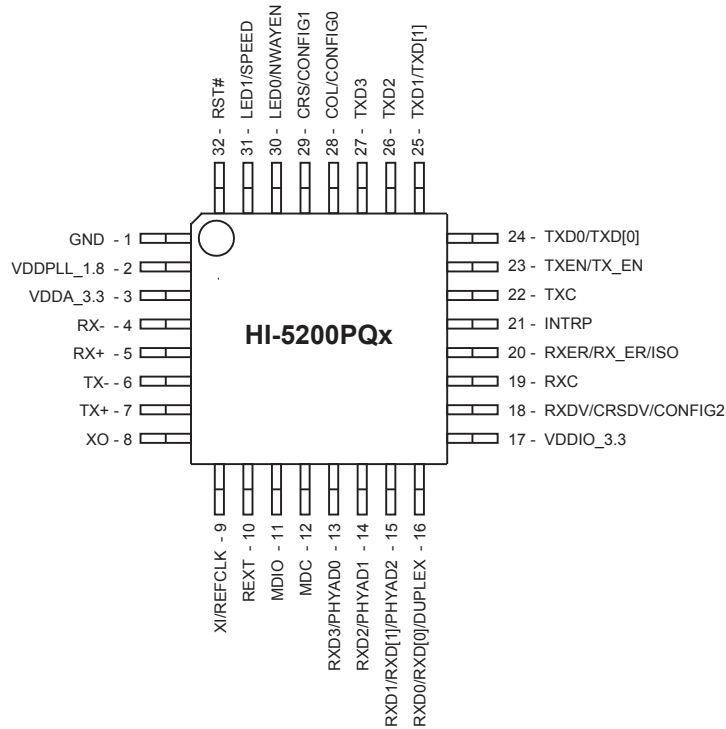 32 - RST#
31 - LED1/SPEED
30 - LED0/NWAYEN
29 - CRS/CONFIG1
28 - COL/CONFIG0
27 - TXD3
26 - TXD2
25 - TXD1/TXD[1]
GND - 1
VDDPLL_1.8 - 2
VDDA_3.3 - 3
RX- - 4
RX+ - 5
TX- - 6
TX+ - 7
XO - 8
HI-5200PQx
24 - TXD0/TXD[0]
23 - TXEN/TX_EN
22 - TXC
21 - INTRP
20 - RXER/RX_ER/ISO
19 - RXC
18 - RXDV/CRSDV/CONFIG2
17 - VDDIO_3.3
XI/REFCLK - 9
REXT - 10
MDIO - 11
MDC - 12
RXD3/PHYAD0 - 13
RXD2/PHYAD1 - 14
RXD1/RXD[1]/PHYAD2 - 15
RXD0/RXD[0]/DUPLEX - 16